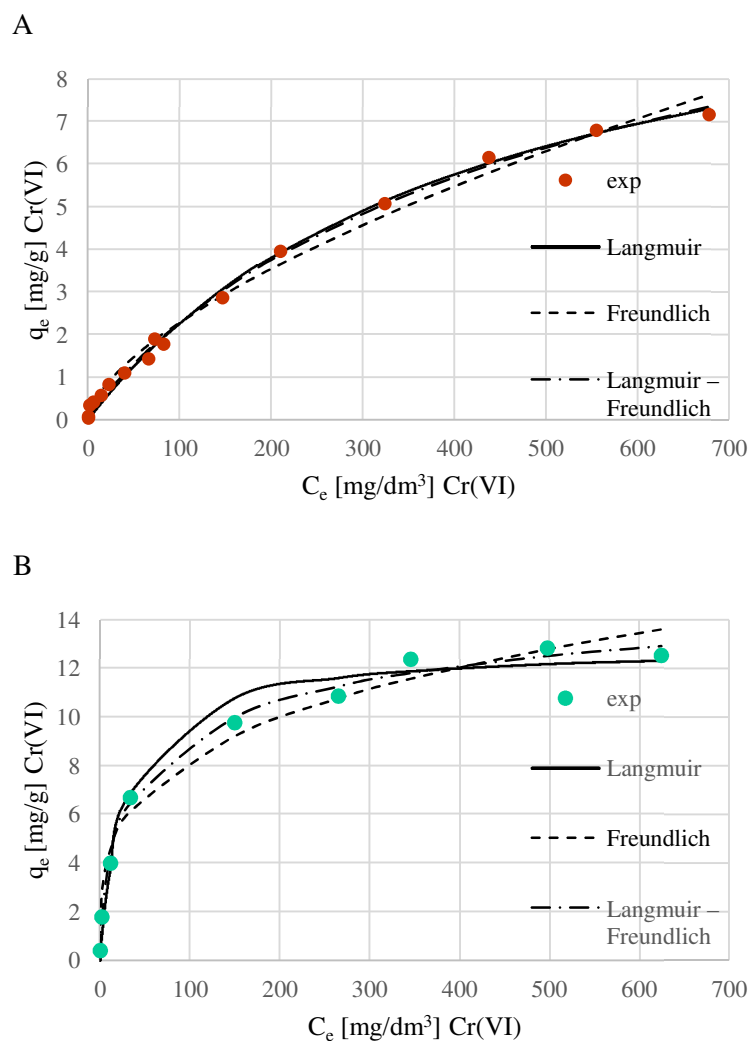 A
8
7
6
5
4
3
2
1
0
qe [mg/g] Cr(VI)
exp
Langmuir
Freundlich
Langmuir –
Freundlich
0 100 200 300 400 500 600 700
Ce [mg/dm³] Cr(VI)
B
14
12
10
8
6
4
2
0
qe [mg/g] Cr(VI)
exp
Langmuir
Freundlich
Langmuir –
Freundlich
0 100 200 300 400 500 600 700
Ce [mg/dm³] Cr(VI)